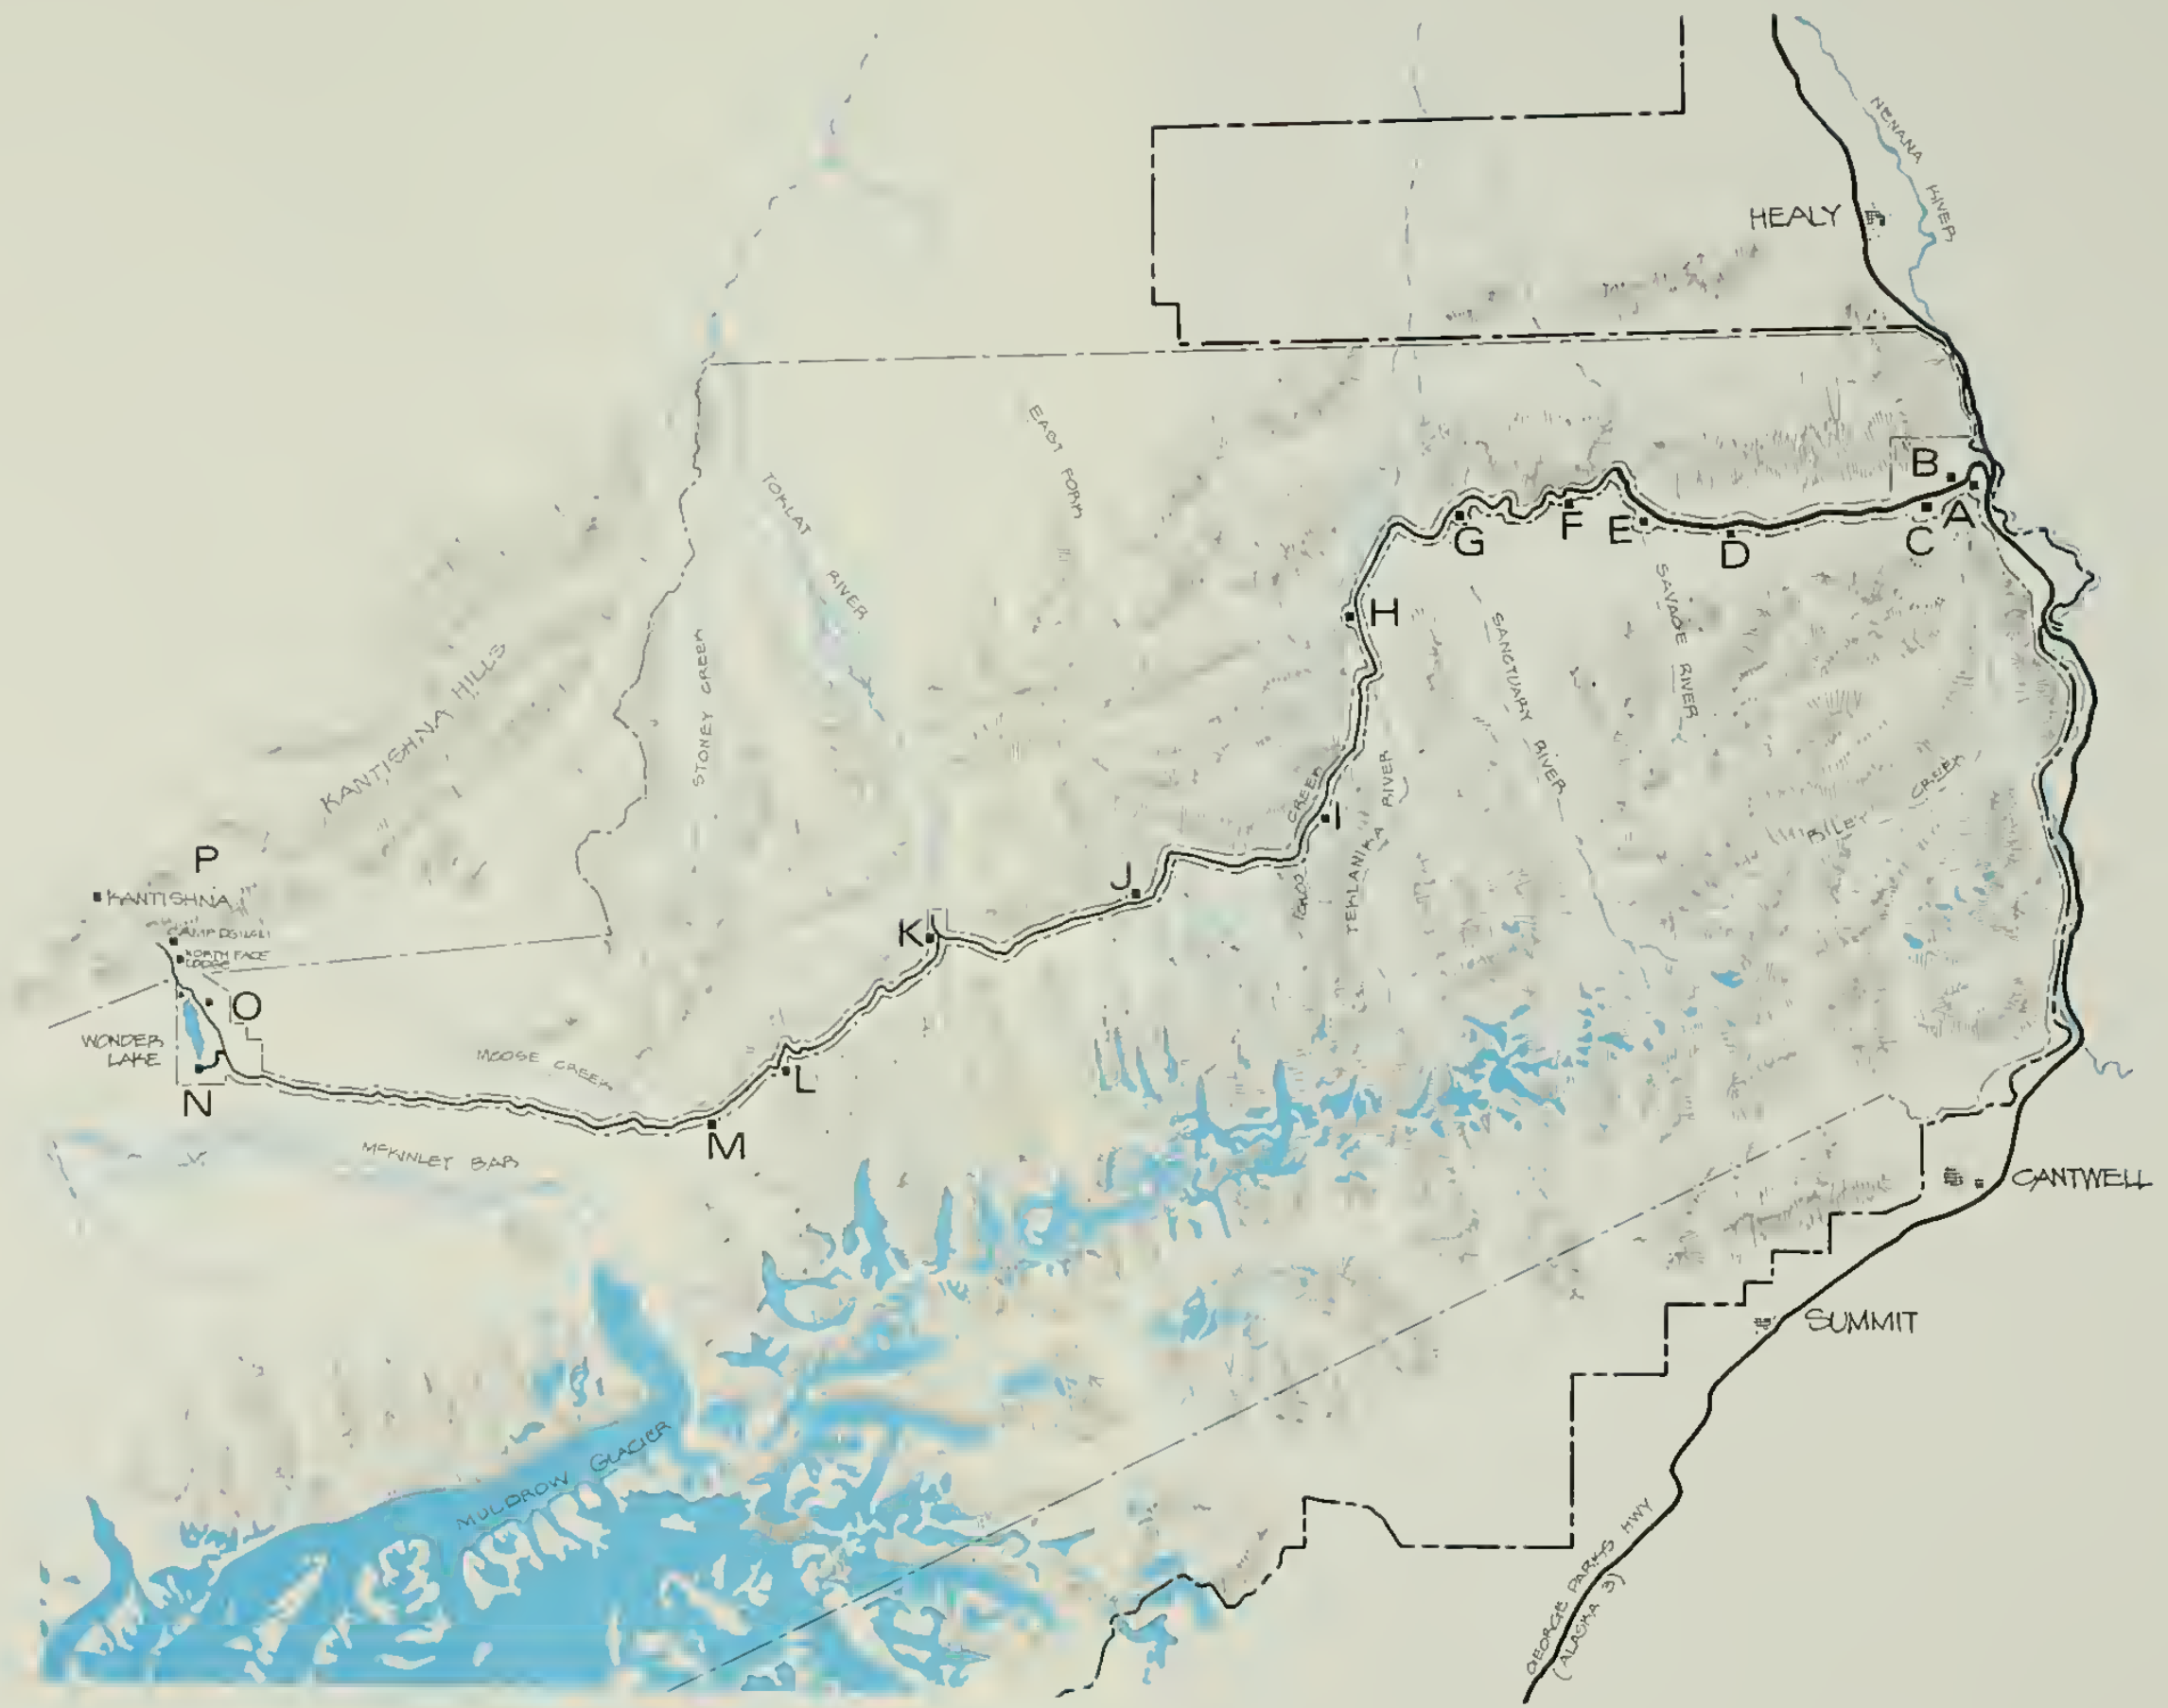 NENANA RIVER
HEALY
EAST FORK
B
TOKLAT RIVER
F
E
A
G
C
D
SAVAGE RIVER
H
SANCTUARY RIVER
STONEY CREEK
KANTISHNA HILLS
RILEY CREEK
I
IGLOO CREEK
TEKLANIKA RIVER
P
KANTISHNA
J
K
NORTH FACE
LODGE
O
WONDER
LAKE
MOOSE CREEK
L
N
M
McKINLEY BAR
CANTWELL
SUMMIT
MULDROW GLACIER
GEORGE PARKS HWY
(ALASKA 3)